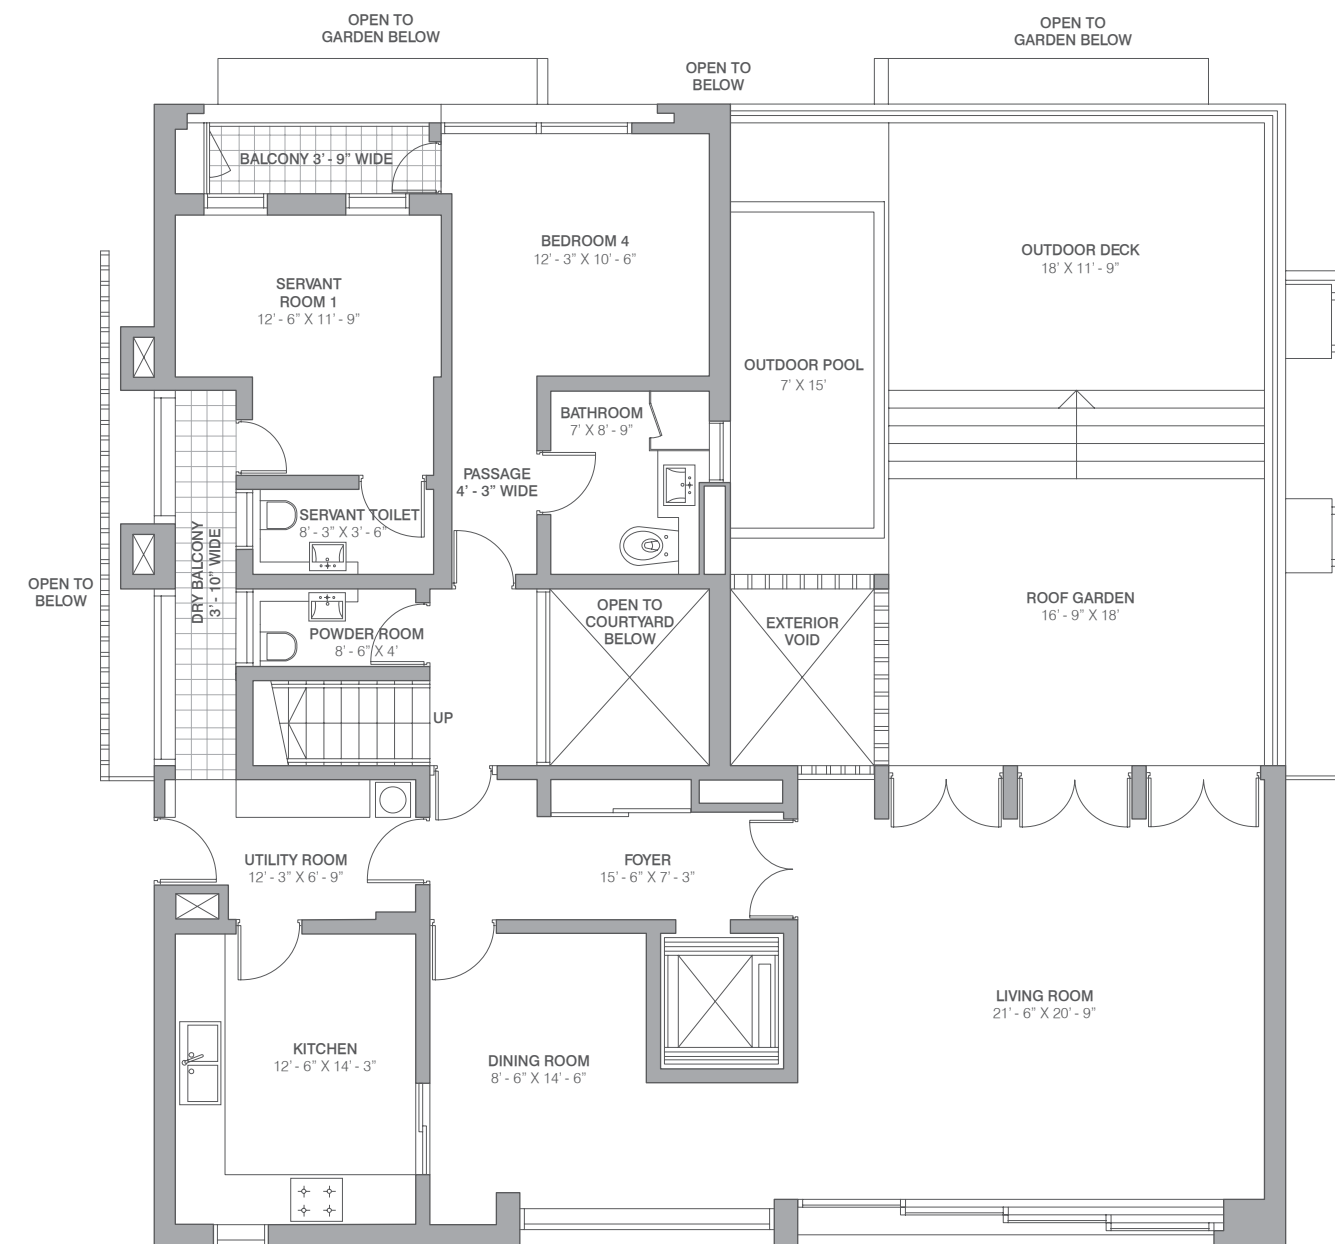 OPEN TO
GARDEN BELOW
OPEN TO
GARDEN BELOW
OPEN TO
BELOW
BALCONY 3' - 9” WIDE
BEDROOM 4
12' - 3” X 10' - 6”
OUTDOOR DECK
18' X 11' - 9”
SERVANT
ROOM 1
12' - 6” X 11' - 9”
OUTDOOR POOL
7' X 15'
BATHROOM
7' X 8' - 9”
PASSAGE
4' - 3” WIDE
SERVANT TOILET
8' - 3” X 3' - 6”
DRY BALCONY
3' - 10” WIDE
OPEN TO
BELOW
OPEN TO
COURTYARD
BELOW
EXTERIOR
VOID
ROOF GARDEN
16' - 9” X 18'
POWDER ROOM
8' - 6” X 4'
UP
UTILITY ROOM
12' - 3” X 6' - 9”
FOYER
15' - 6” X 7' - 3”
LIVING ROOM
21' - 6” X 20' - 9”
KITCHEN
12' - 6” X 14' - 3”
DINING ROOM
8' - 6” X 14' - 6”